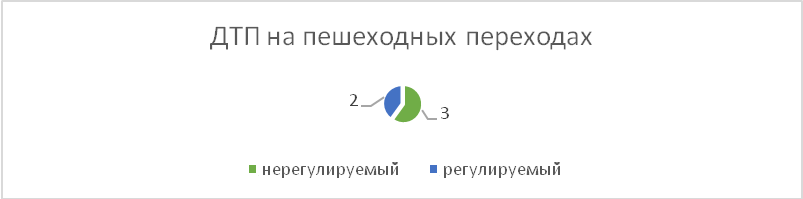 ДТП на пешеходных переходах
2
3
нерегулируемый регулируемый